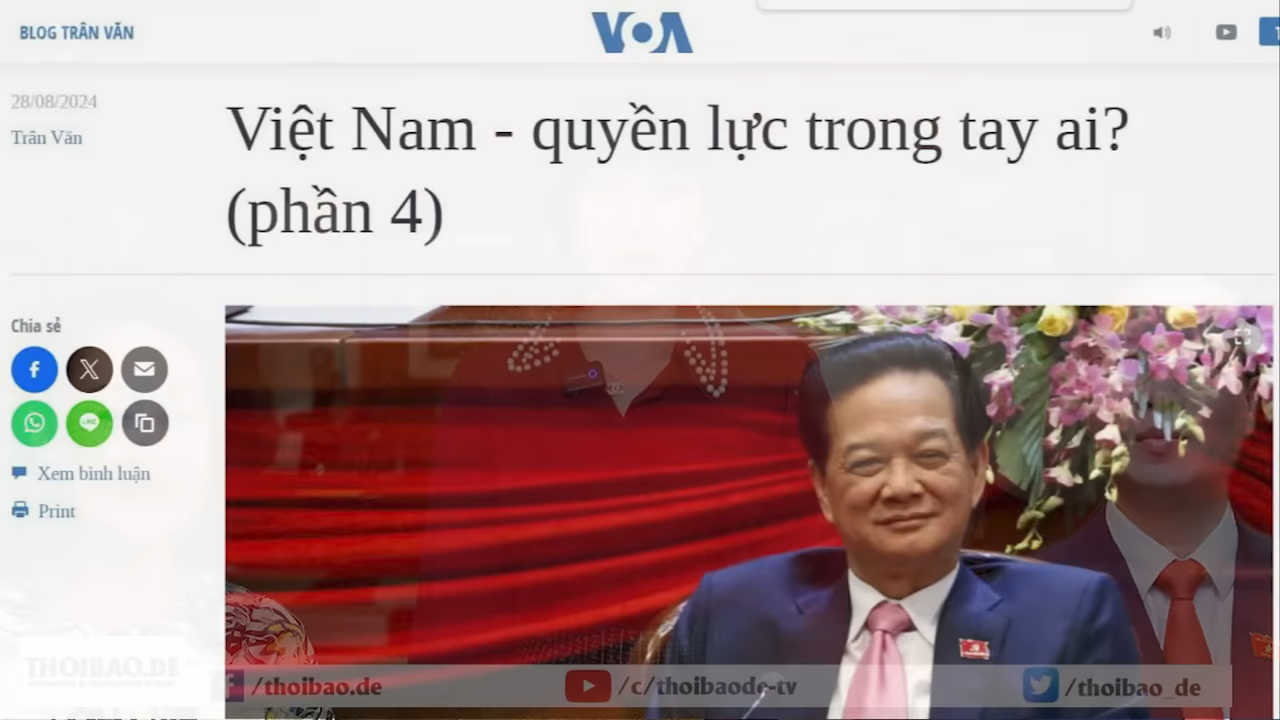 BLOG TRÂN VĂN
VOA
28/08/2024
Trân Văn
Việt Nam - quyền lực trong tay ai?
(phần 4)
Chia sẻ
Xem bình luận
Print
THOIBAO.DE
/thoibao.de
/c/thoibaode-tv
/thoibao_de